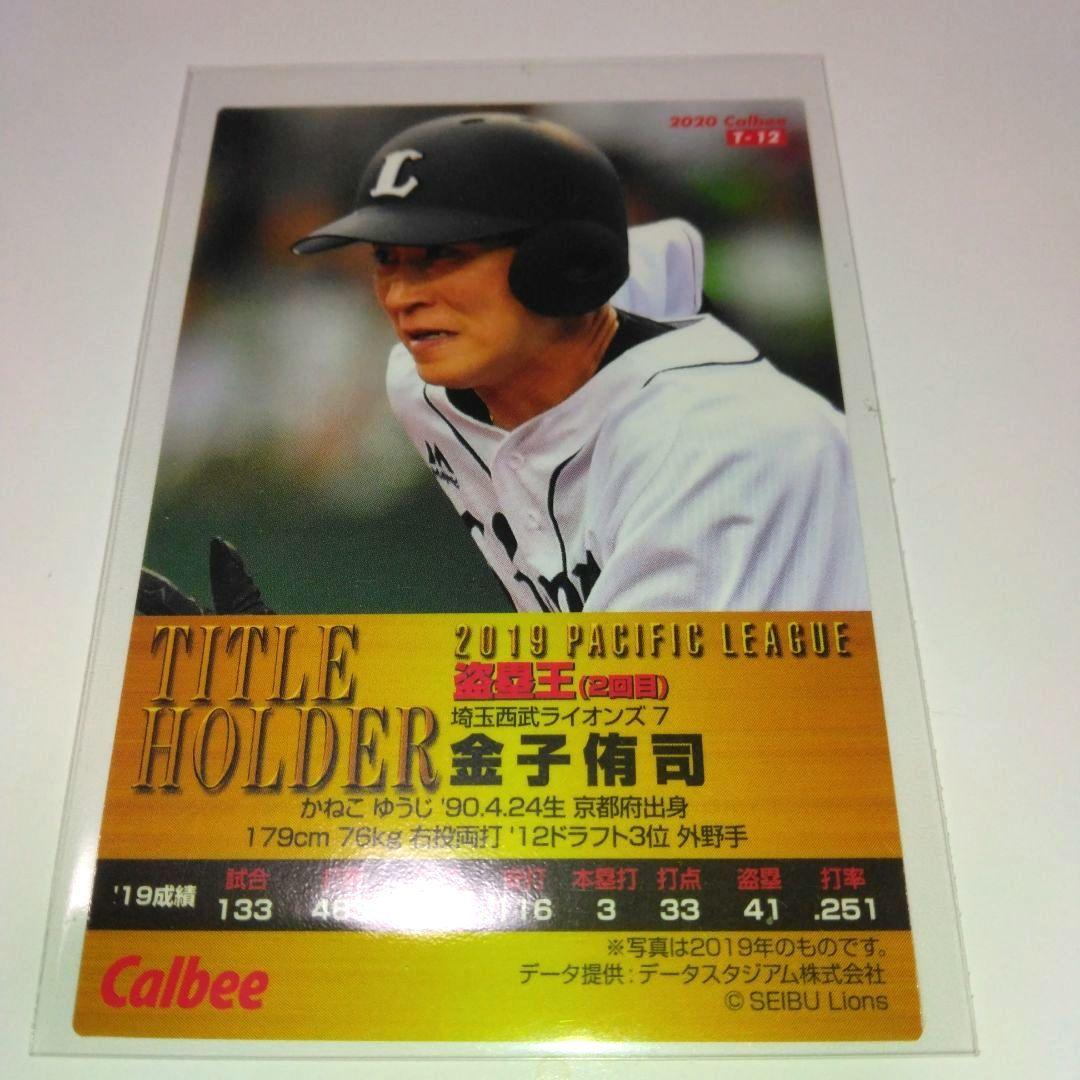 2020 Calbee
T-12
L
TITLE
HOLDER
2019 PACIFIC LEAGUE
盗塁王(2回目)
埼玉西武ライオンズ 7
金子侑司
かねこ ゆうじ '90.4.24生 京都府出身
179cm 76kg 右投両打 '12ドラフト3位 外野手
試合 本塁打 打点 盗塁 打率
'19成績 133 3 33 41 .251
※写真は2019年のものです。
データ提供:データスタジアム株式会社
Calbee
© SEIBU Lions